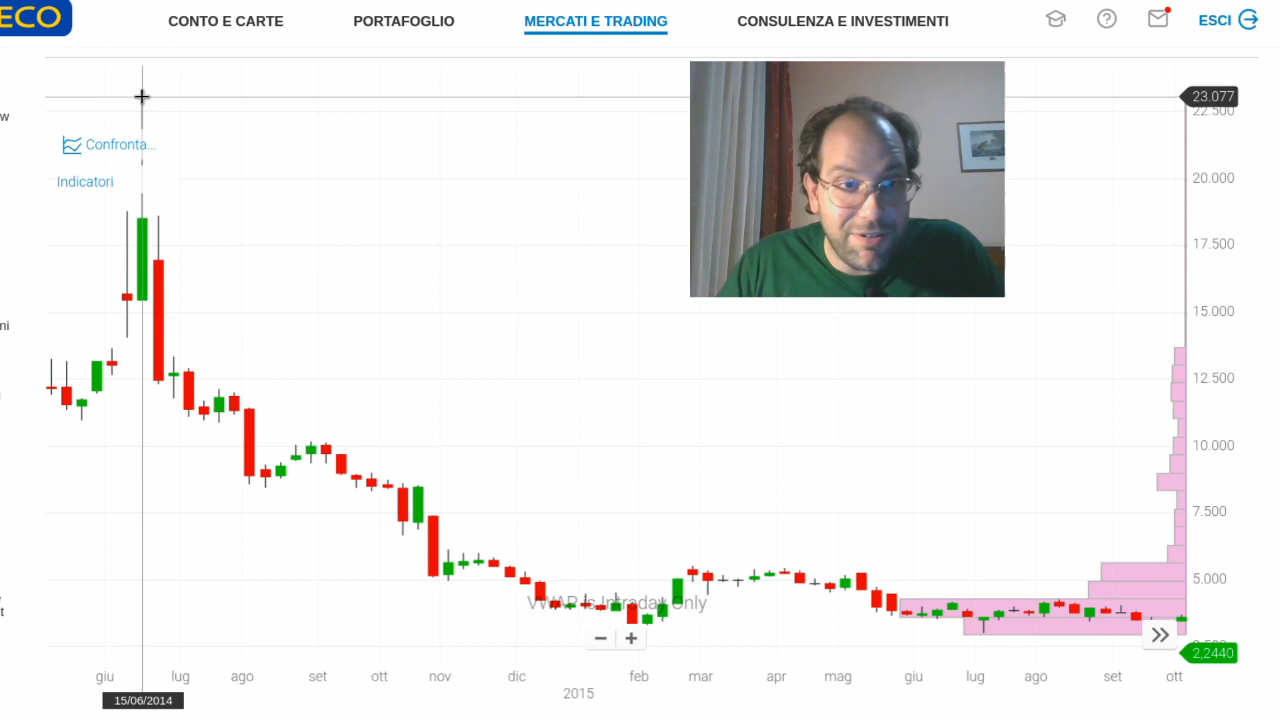 ECO
CONTO E CARTE
PORTAFOGLIO
MERCATI E TRADING
CONSULENZA E INVESTIMENTI
ESCI
23.077
22.500
w
Confronta...
20.000
Indicatori
17.500
15.000
ni
12.500
10.000
7.500
5.000
t
VWAP is Intraday Only
− +
2,2440
giu lug ago set ott nov dic feb mar apr mag giu lug ago set ott
2015
15/06/2014